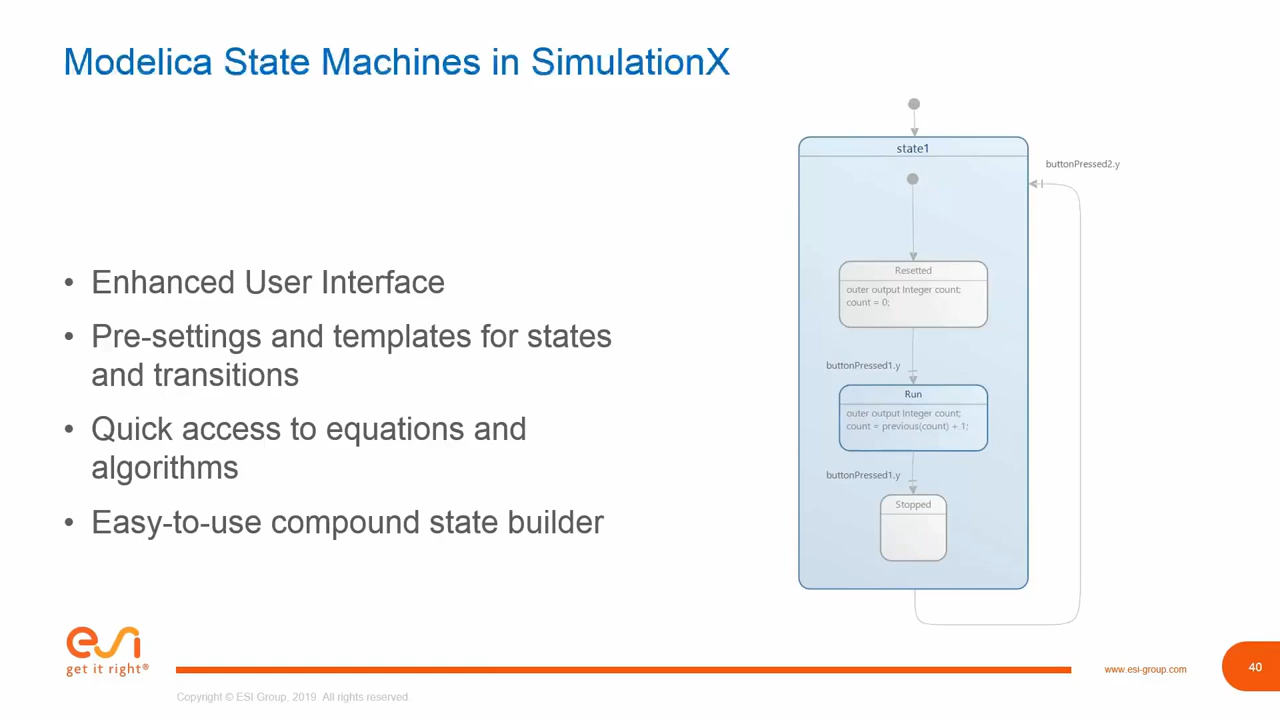 Modelica State Machines in SimulationX
• Enhanced User Interface
• Pre-settings and templates for states
and transitions
• Quick access to equations and
algorithms
• Easy-to-use compound state builder
state1
buttonPressed2.y
Resetted
outer output Integer count;
count = 0;
buttonPressed1.y
Run
outer output Integer count;
count = previous(count) + 1;
buttonPressed1.y
Stopped
esi
get it right®
www.esi-group.com
40
Copyright © ESI Group, 2019 All rights reserved.